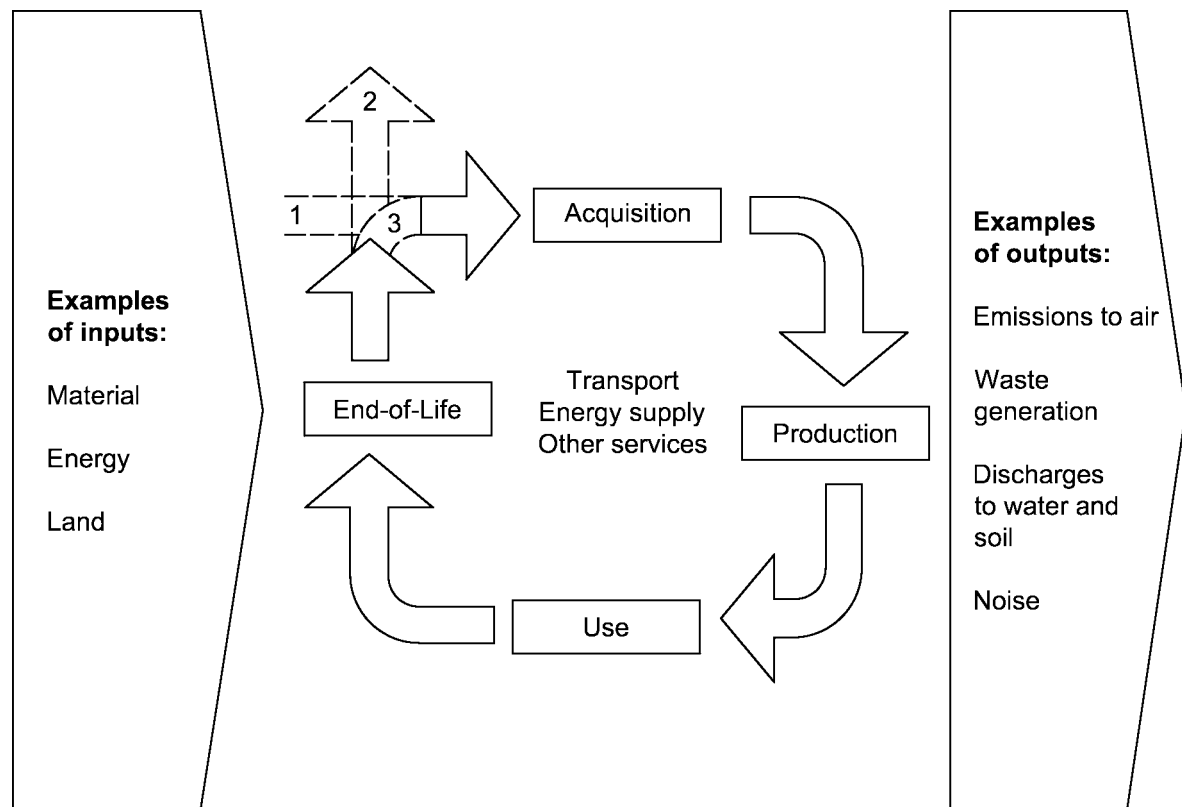 Examples
of inputs:
Material
Energy
Land
2
1
3
Acquisition
End-of-Life
Transport
Energy supply
Other services
Production
Use
Examples
of outputs:
Emissions to air
Waste
generation
Discharges
to water and
soil
Noise